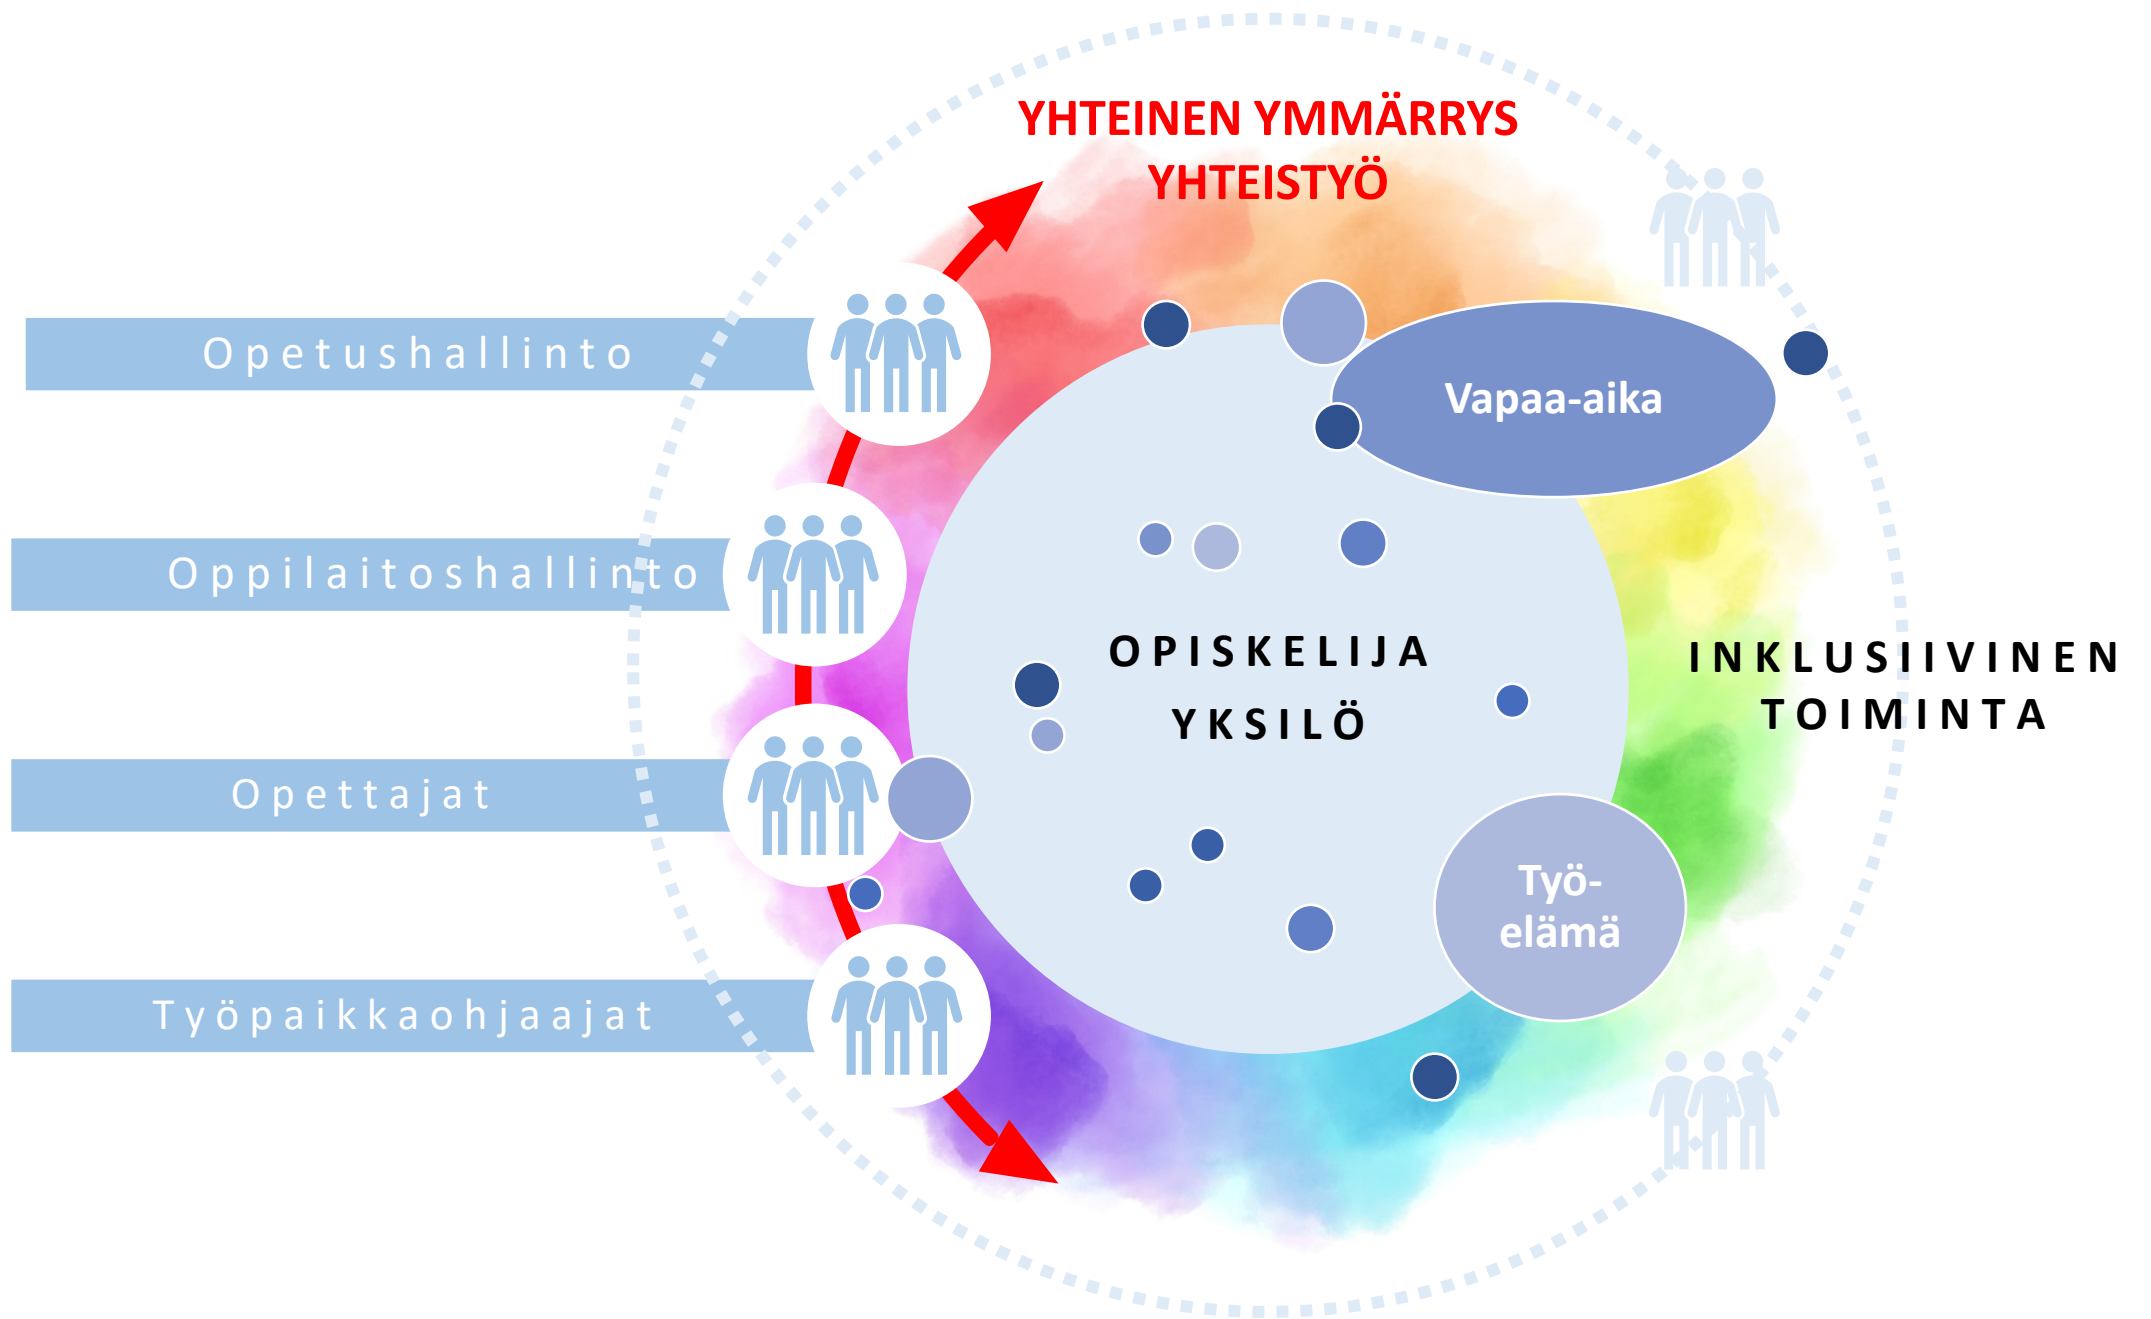 YHTEINEN YMMÄRRYS
YHTEISTYÖ
Opetushallinto
Vapaa-aika
Oppilaitoshallinto
OPISKELIJA
YKSILÖ
INKLUSIIVINEN
TOIMINTA
Opettajat
Työ-
elämä
Työpaikkaohjaajat